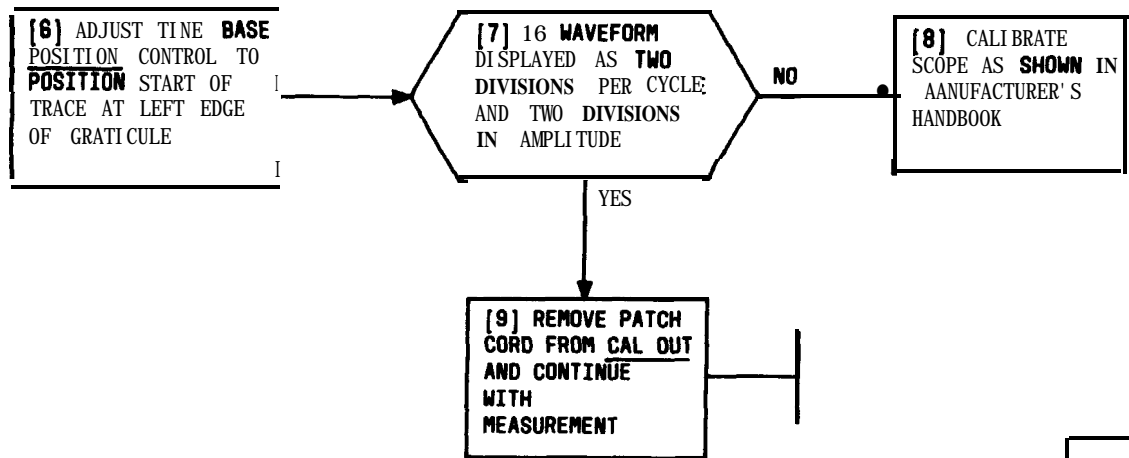 [6] ADJUST TINE BASE
POSITION CONTROL TO
POSITION START OF
TRACE AT LEFT EDGE
OF GRATICULE
[7] 16 WAVEFORM
DISPLAYED AS TWO
DIVISIONS PER CYCLE
AND TWO DIVISIONS
IN AMPLITUDE
NO
[8] CALIBRATE
SCOPE AS SHOWN IN
AANUFACTURER'S
HANDBOOK
YES
[9] REMOVE PATCH
CORD FROM CAL OUT
AND CONTINUE
WITH
MEASUREMENT